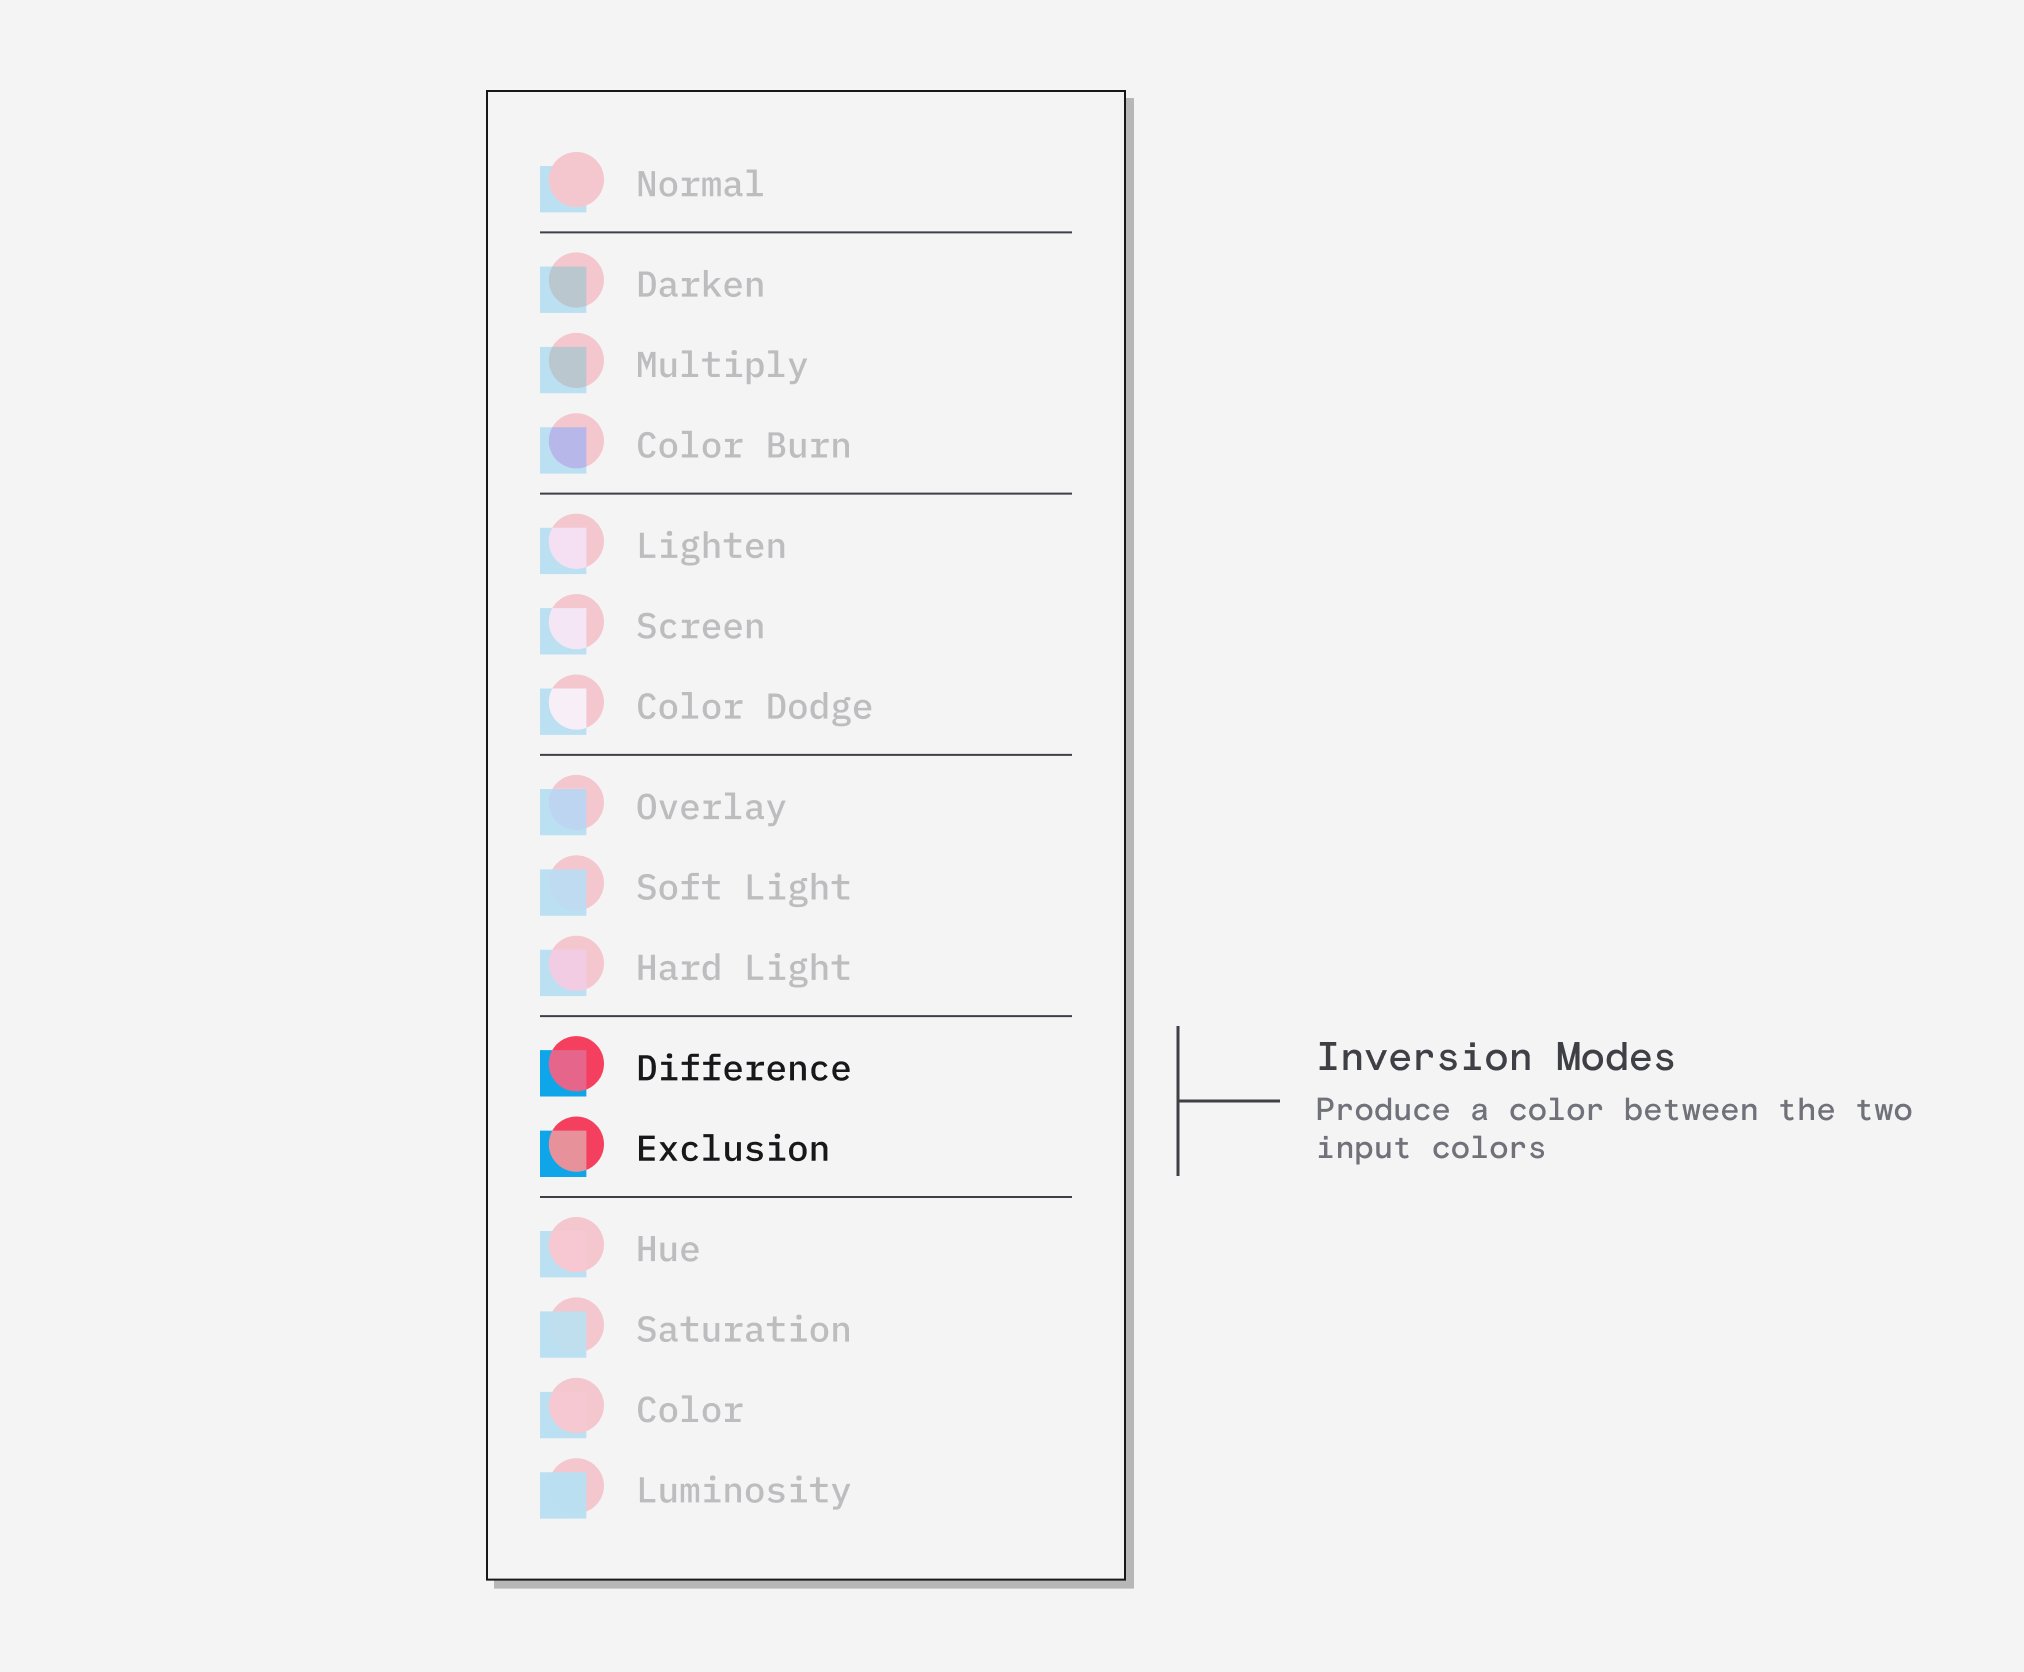 Normal
Darken
Multiply
Color Burn
Lighten
Screen
Color Dodge
Overlay
Soft Light
Hard Light
Difference
Exclusion
Inversion Modes
Produce a color between the two
input colors
Hue
Saturation
Color
Luminosity